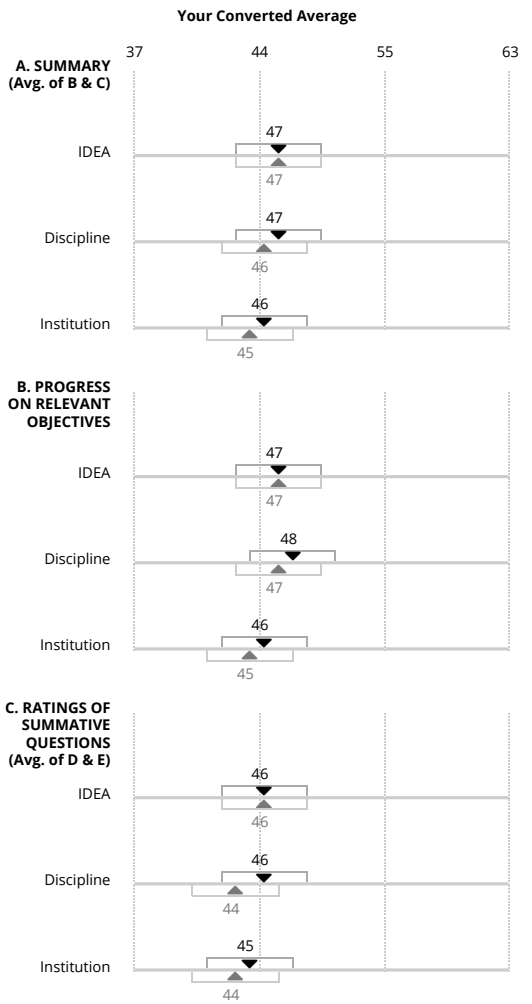 Your Converted Average
37 44 55 63
A. SUMMARY
(Avg. of B & C)
47
IDEA
47
47
Discipline
46
46
Institution
45
B. PROGRESS
ON RELEVANT
OBJECTIVES
47
IDEA
47
48
Discipline
47
46
Institution
45
C. RATINGS OF
SUMMATIVE
QUESTIONS
(Avg. of D & E)
46
IDEA
46
46
Discipline
44
45
Institution
44